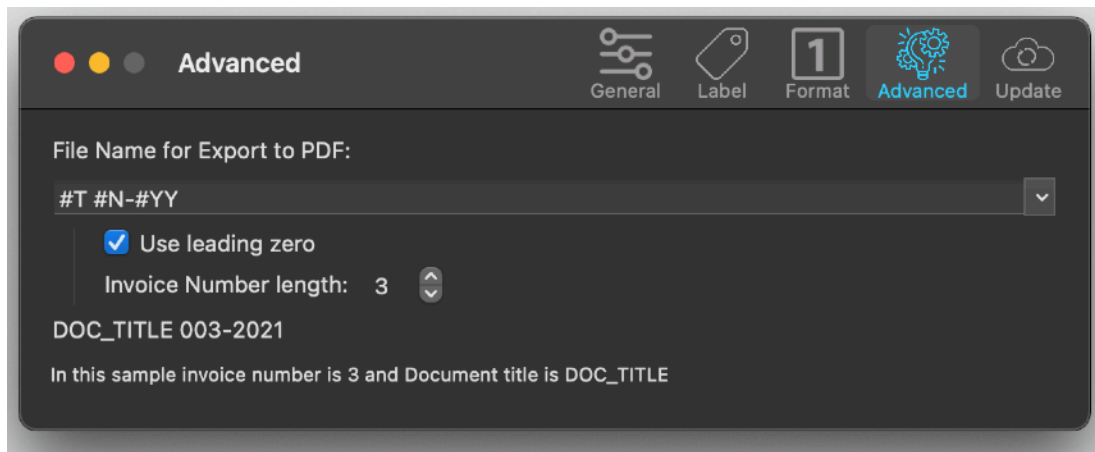 Advanced
General
Label
1
Format
Advanced
Update
File Name for Export to PDF:
#T #N-#YY
Use leading zero
Invoice Number length: 3
DOC_TITLE 003-2021
In this sample invoice number is 3 and Document title is DOC_TITLE